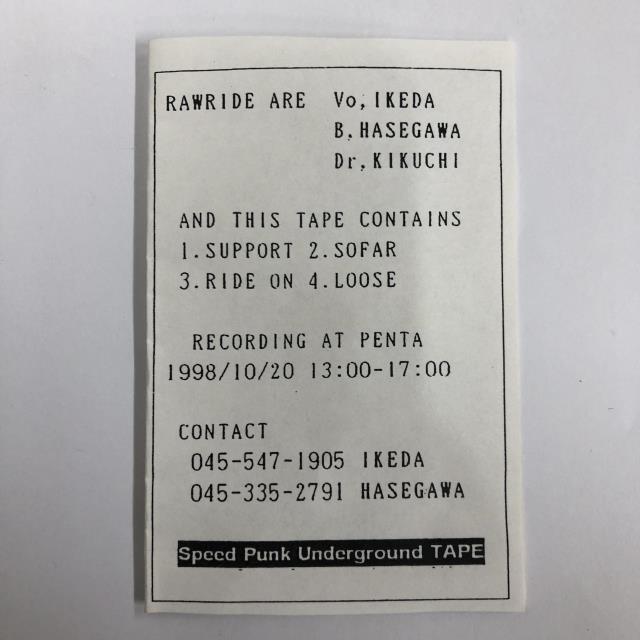 RAWRIDE ARE Vo, IKEDA
B, HASEGAWA
Dr, KIKUCHI
AND THIS TAPE CONTAINS
1.SUPPORT 2.SOFAR
3.RIDE ON 4.LOOSE
RECORDING AT PENTA
1998/10/20 13:00-17:00
CONTACT
045-547-1905 IKEDA
045-335-2791 HASEGAWA
Speed Punk Underground TAPE